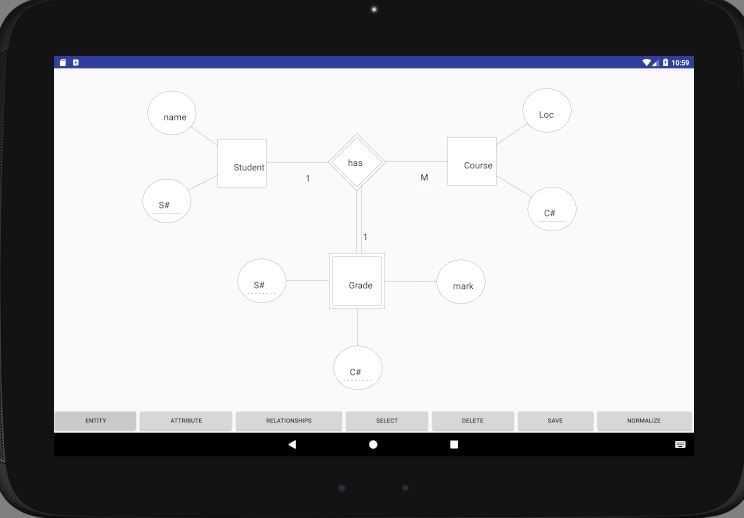 10:59
name
Loc
Student
has
Course
1
M
S#
C#
1
S#
Grade
mark
C#
ENTITY ATTRIBUTE RELATIONSHIPS SELECT DELETE SAVE NORMALIZE